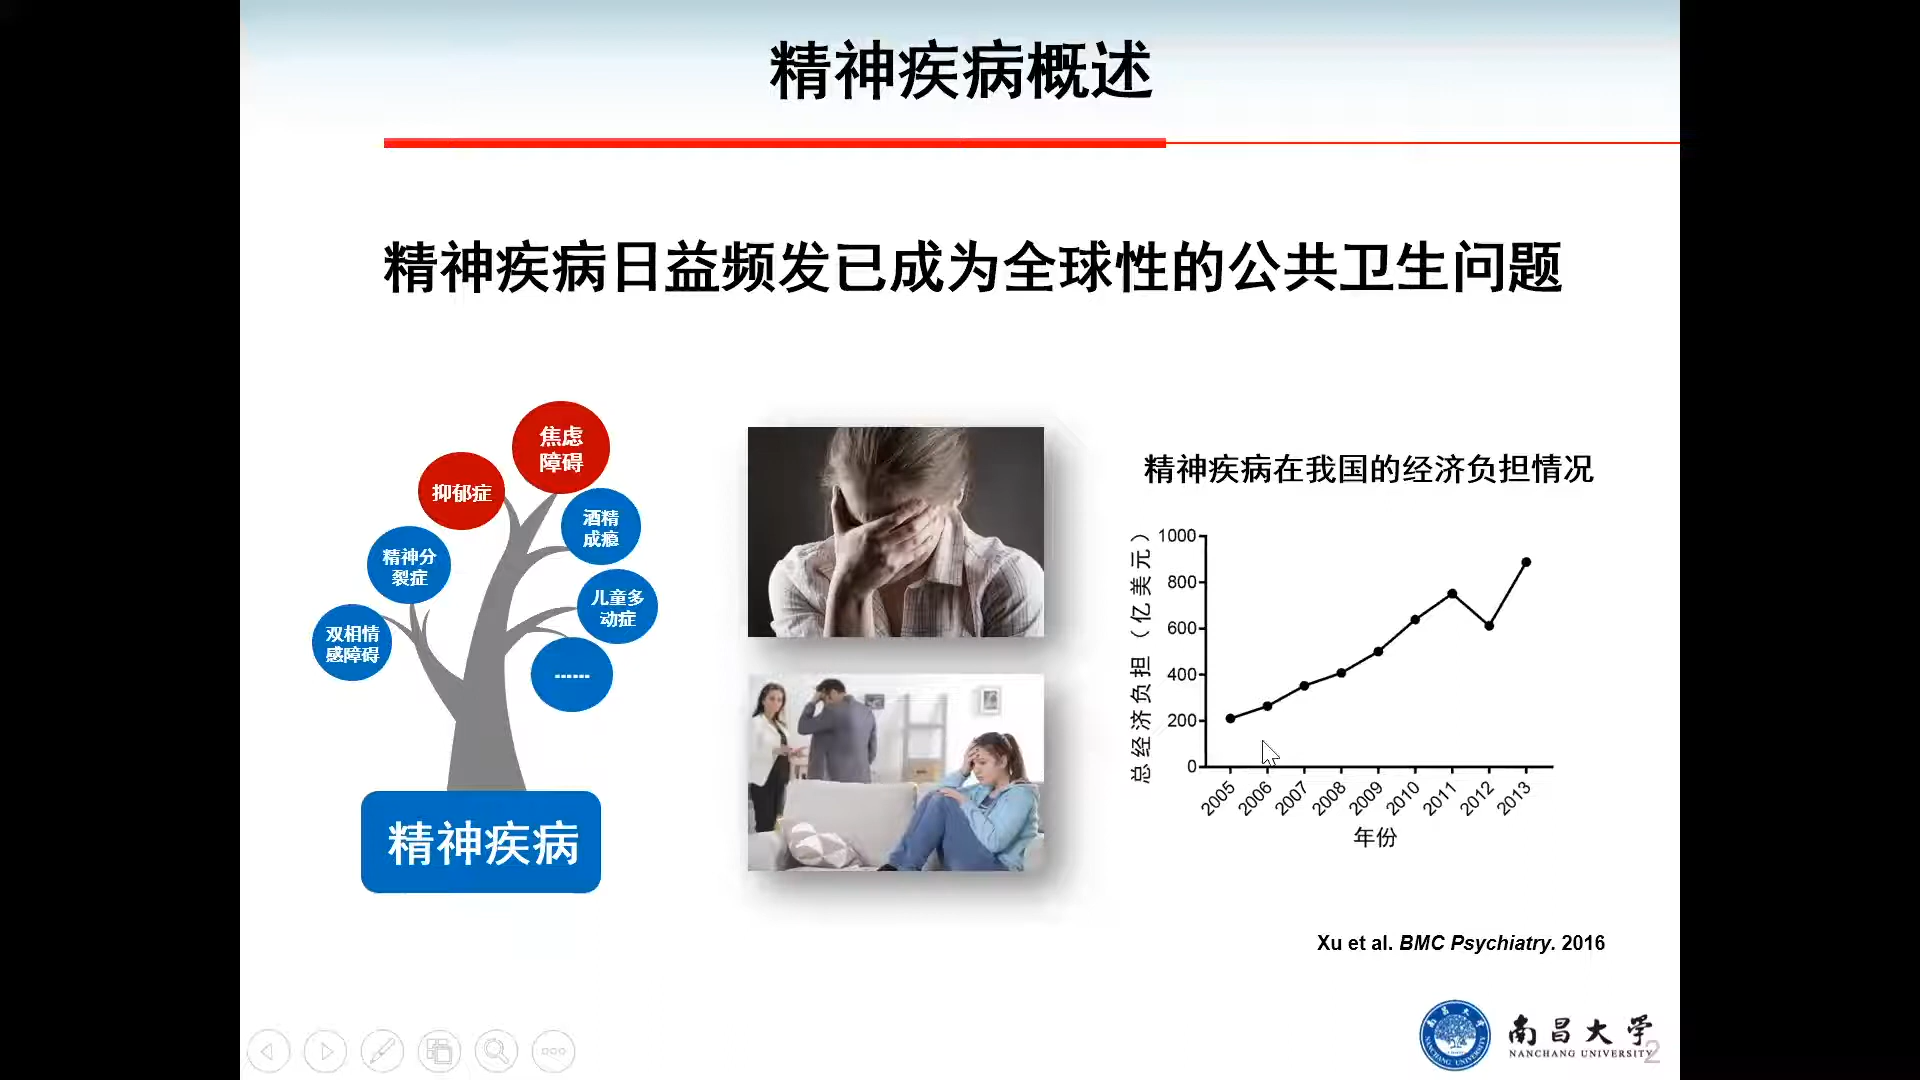 精神疾病概述
精神疾病日益频发已成为全球性的公共卫生问题
焦虑
障碍
抑郁症
酒精
成瘾
精神分
裂症
儿童多
动症
双相情
感障碍
······
精神疾病
精神疾病在我国的经济负担情况
总经济负担（亿美元）
1000
800
600
400
200
0
2005
2006
2007
2008
2009
2010
2011
2012
2013
年份
Xu et al. BMC Psychiatry. 2016
南昌大学
NANCHANG UNIVERSITY
2